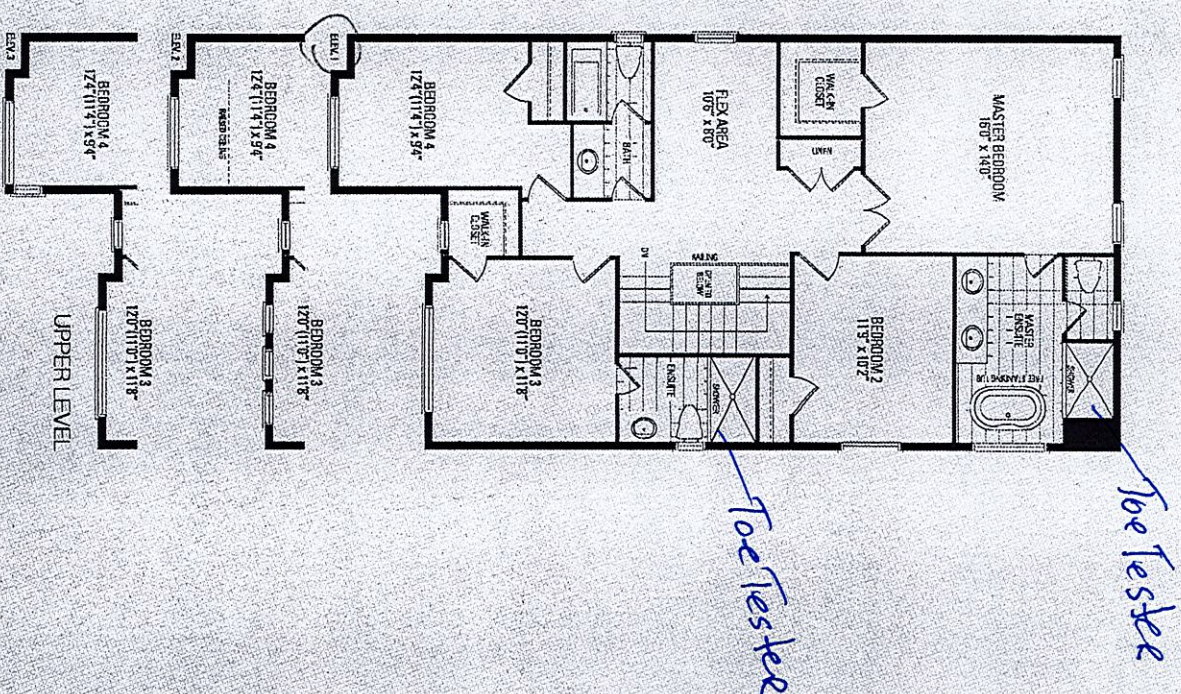 MASTER BEDROOM
16'0" x 14'0"
WALK-IN
CLOSET
LINEN
FLEX AREA
10'6" x 8'0"
BATH
MASTER
ENSUITE
FREE STANDING TUB
SHOWER
BEDROOM 2
11'9" x 10'2"
RAILING
OPEN TO
BELOW
DN
ENSUITE
SHOWER
BEDROOM 4
12'4" (11'4") x 9'4"
WALK-IN
CLOSET
BEDROOM 3
12'0" (11'0") x 11'8"
ELEV. 1
BEDROOM 4
12'4" (11'4") x 9'4"
RAISED CEILING
BEDROOM 3
12'0" (11'0") x 11'8"
ELEV. 2
BEDROOM 4
12'4" (11'4") x 9'4"
BEDROOM 3
12'0" (11'0") x 11'8"
ELEV. 3
UPPER LEVEL
Toe Tester
Toe Tester